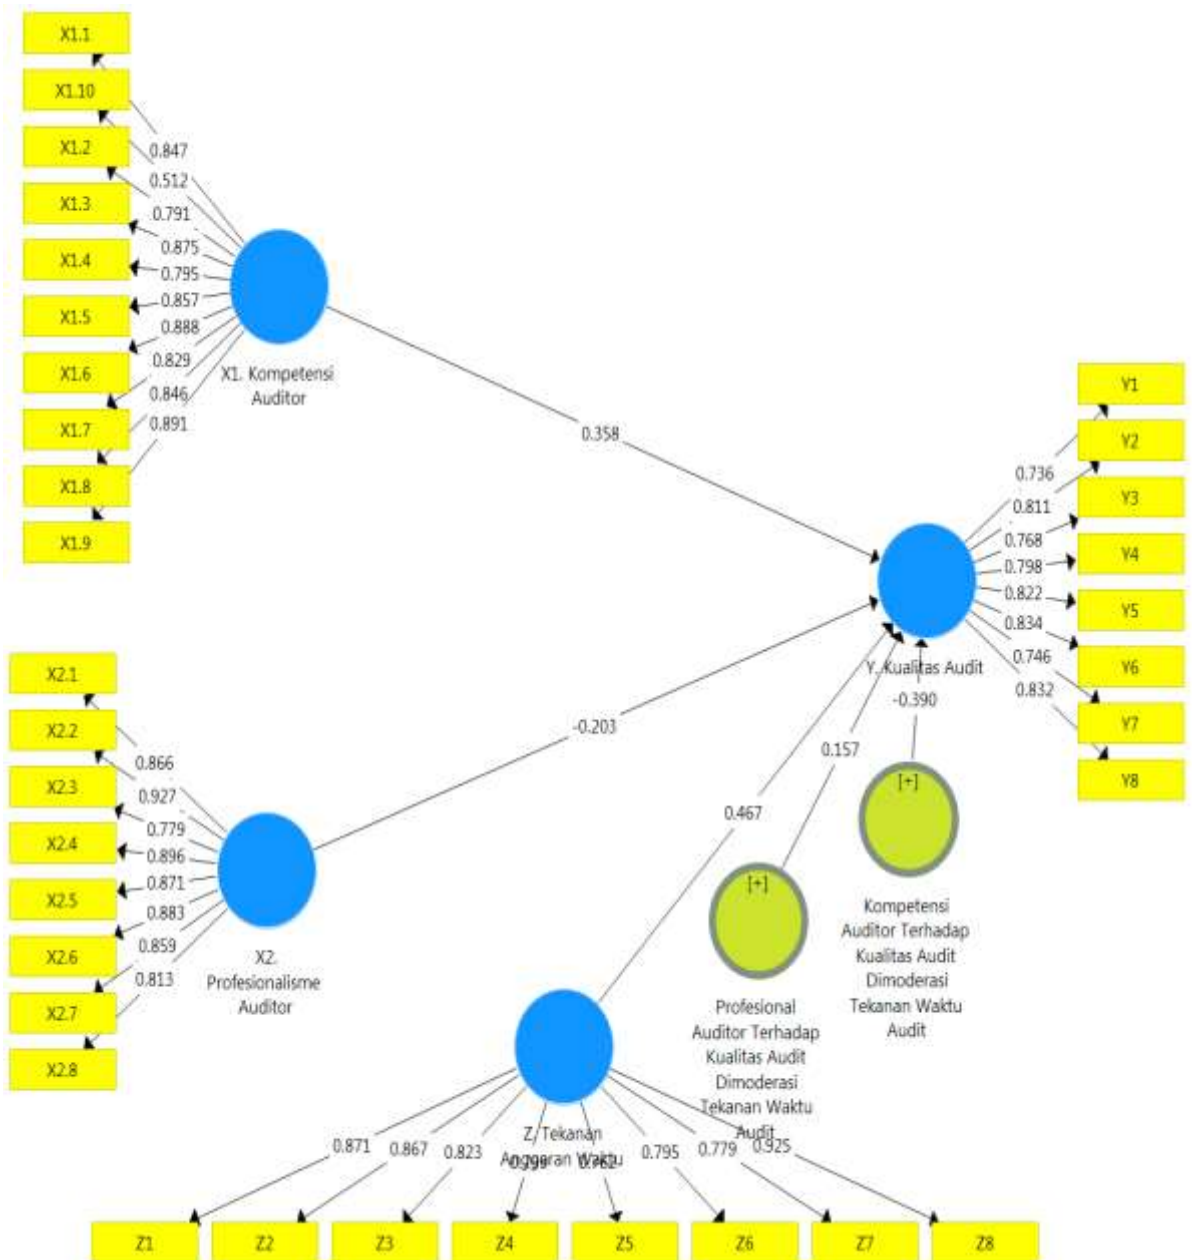 X1.1
X1.10
X1.2
X1.3
X1.4
X1.5
X1.6
X1.7
X1.8
X1.9
0.847
0.512
0.791
0.875
0.795
0.857
0.888
0.829
0.846
0.891
X1. Kompetensi
Auditor
0.358
Y1
Y2
Y3
Y4
Y5
Y6
Y7
Y8
0.736
0.811
0.768
0.798
0.822
0.834
0.746
0.832
Y. Kualitas Audit
X2.1
X2.2
X2.3
X2.4
X2.5
X2.6
X2.7
X2.8
0.866
0.927
0.779
0.896
0.871
0.883
0.859
0.813
X2.
Profesionalisme
Auditor
-0.203
0.467
0.157
-0.390
[+]
Kompetensi
Auditor Terhadap
Kualitas Audit
Dimoderasi
Tekanan Waktu
Audit
[+]
Profesional
Auditor Terhadap
Kualitas Audit
Dimoderasi
Tekanan Waktu
Audit
Z. Tekanan
Anggaran Waktu
0.871
0.867
0.823
0.762
0.795
0.779
0.925
Z1
Z2
Z3
Z4
Z5
Z6
Z7
Z8